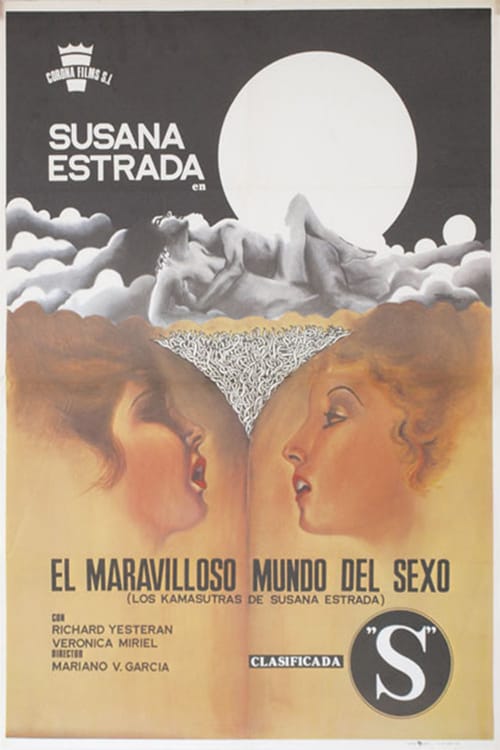 CORONA FILMS S.L
SUSANA
ESTRADA
en
EL MARAVILLOSO MUNDO DEL SEXO
(LOS KAMASUTRAS DE SUSANA ESTRADA)
CON
RICHARD YESTERAN
VERONICA MIRIEL
DIRECTOR
MARIANO V. GARCIA
CLASIFICADA
"S"